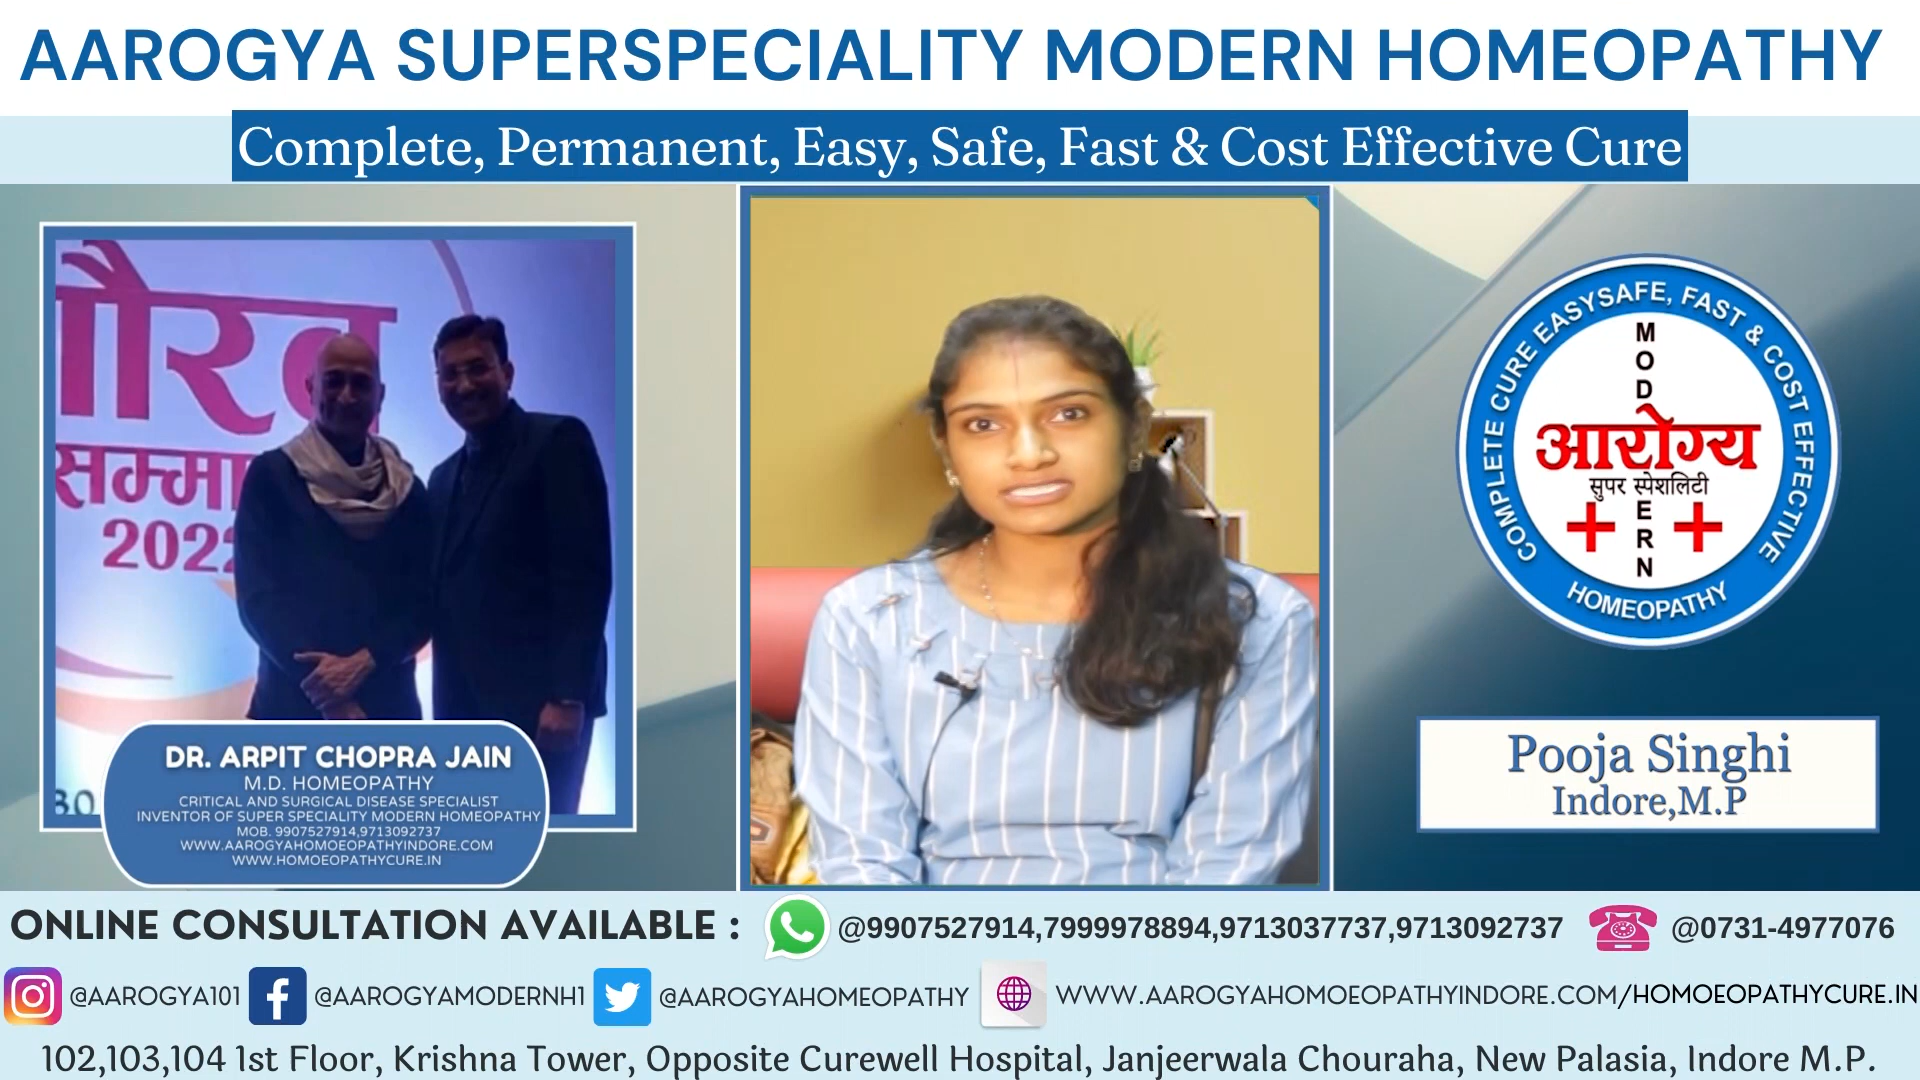 AAROGYA SUPERSPECIALITY MODERN HOMEOPATHY
Complete, Permanent, Easy, Safe, Fast & Cost Effective Cure
गौरव
सम्मा
2022
30
DR. ARPIT CHOPRA JAIN
M.D. HOMEOPATHY
CRITICAL AND SURGICAL DISEASE SPECIALIST
INVENTOR OF SUPER SPECIALITY MODERN HOMEOPATHY
MOB. 9907527914,9713092737
WWW.AAROGYAHOMOEOPATHYINDORE.COM
WWW.HOMOEOPATHYCURE.IN
COMPLETE CURE EASYSAFE, FAST & COST EFFECTIVE
MODERN
आरोग्य
सुपर स्पेशलिटी
HOMEOPATHY
Pooja Singhi
Indore,M.P
ONLINE CONSULTATION AVAILABLE : @9907527914,7999978894,9713037737,9713092737 @0731-4977076
@AAROGYA101 @AAROGYAMODERNH1 @AAROGYAHOMEOPATHY WWW.AAROGYAHOMOEOPATHYINDORE.COM/HOMOEOPATHYCURE.IN
102,103,104 1st Floor, Krishna Tower, Opposite Curewell Hospital, Janjeerwala Chouraha, New Palasia, Indore M.P.